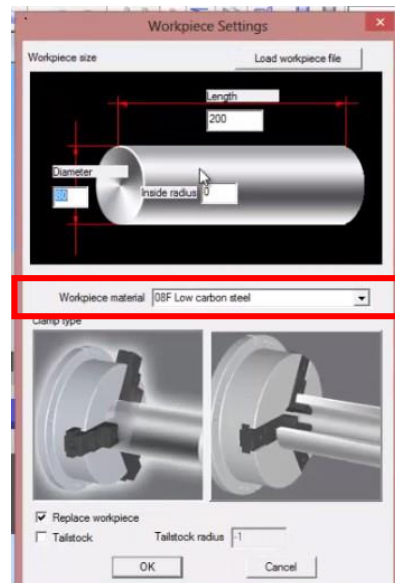 Workpiece Settings
Workpiece size
Load workpiece file
Length
200
Diameter
80
Inside radius 0
Workpiece material 08F Low carbon steel
Clamp type
Replace workpiece
Tailstock Tailstock radius -1
OK Cancel